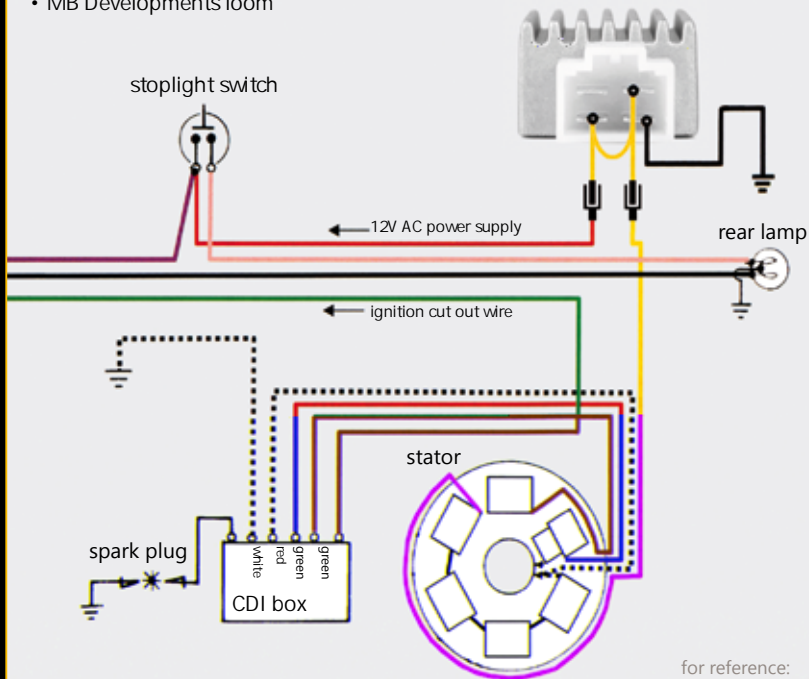 • MB Developments loom
stoplight switch
12V AC power supply
rear lamp
ignition cut out wire
stator
spark plug
white
red
green
green
CDI box
for reference: